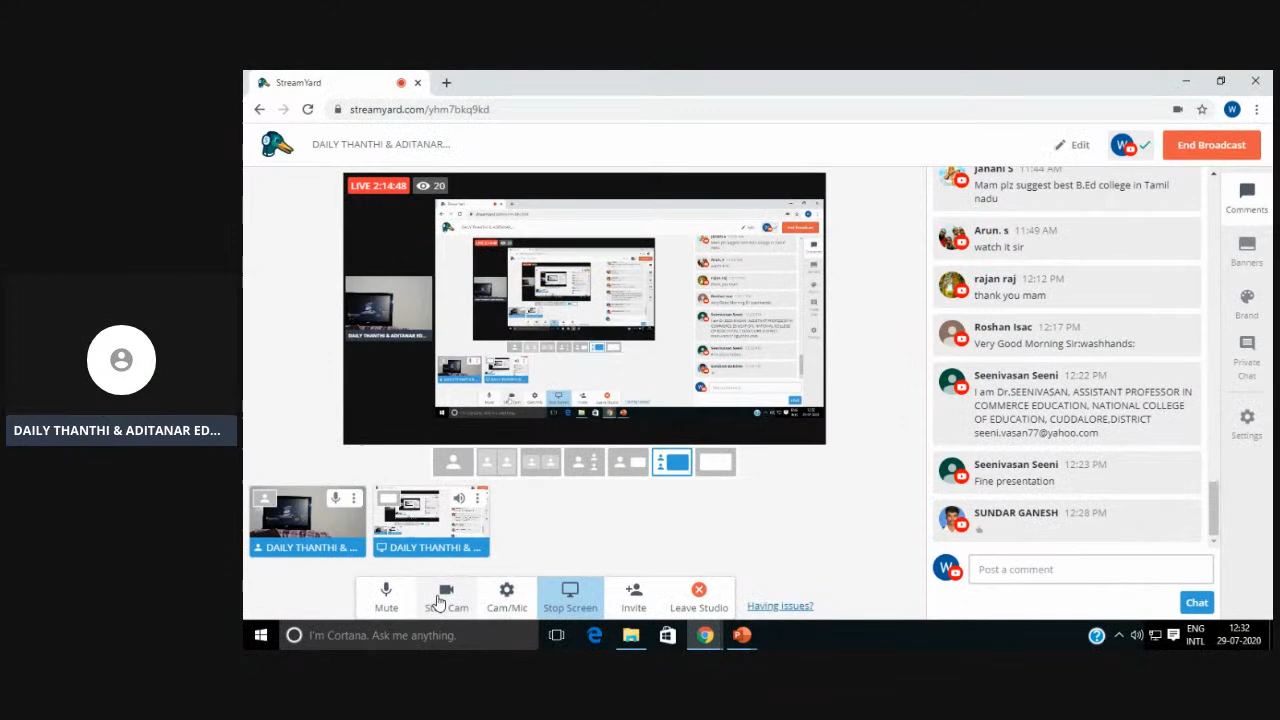 StreamYard
streamyard.com/yhm7bkq9kd
W
DAILY THANTHI & ADITANAR...
Edit
W
End Broadcast
LIVE 2:14:48
20
DAILY THANTHI & ADITANAR ED...
Janani S 11:44 AM
Mam plz suggest best B.Ed college in Tamil
nadu
Arun. s 11:49 AM
watch it sir
rajan raj 12:12 PM
thank you mam
Roshan Isac 12:17 PM
Very Good Morning Sir:washhands:
Seenivasan Seeni 12:22 PM
I am Dr.SEENIVASAN, ASSISTANT PROFESSOR IN
COMMERCE EDUCATION, NATIONAL COLLEGE
OF EDUCATION, CUDDALORE,DISTRICT
seeni.vasan77@yahoo.com
Seenivasan Seeni 12:23 PM
Fine presentation
SUNDAR GANESH 12:28 PM
W
Post a comment
Chat
Comments
Banners
Brand
Private
Chat
Settings
DAILY THANTHI & ADITANAR ED...
DAILY THANTHI & ...
DAILY THANTHI & ...
Mute
Cam
Cam/Mic
Stop Screen
Invite
Leave Studio
Having issues?
I'm Cortana. Ask me anything.
ENG
INTL
12:32
29-07-2020